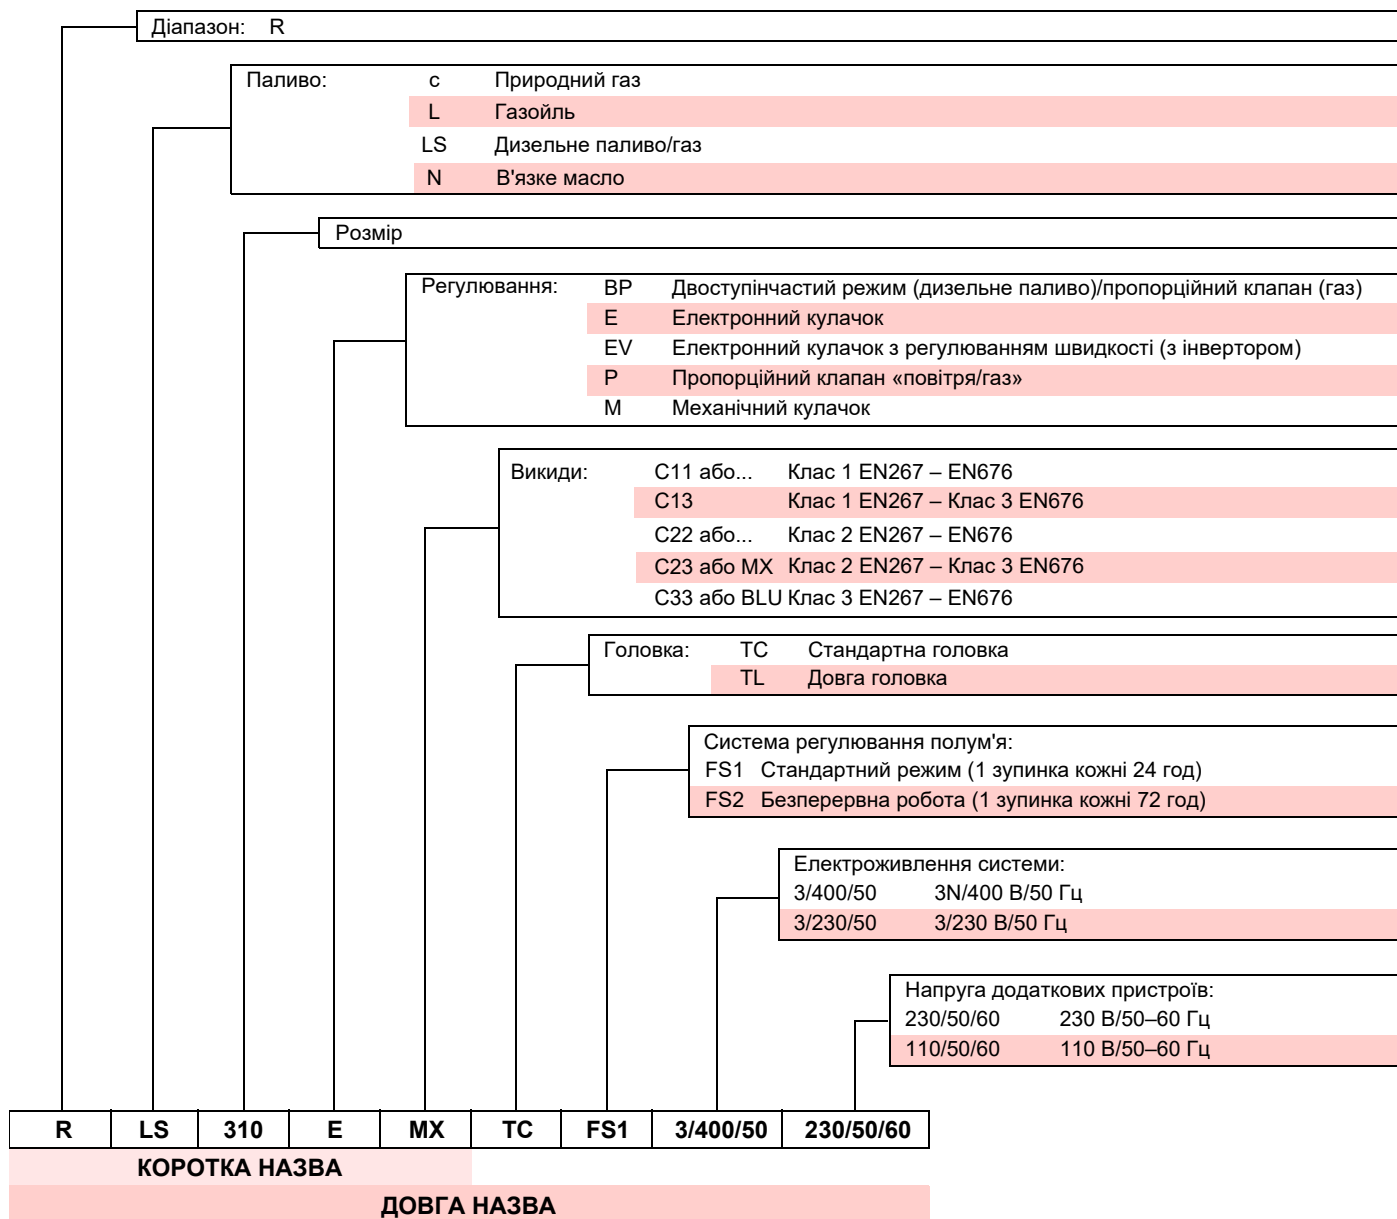 Діапазон: R
Паливо: с Природний газ
L Газойль
LS Дизельне паливо/газ
N В'язке масло
Розмір
Регулювання: BP Двоступінчастий режим (дизельне паливо)/пропорційний клапан (газ)
E Електронний кулачок
EV Електронний кулачок з регулюванням швидкості (з інвертором)
P Пропорційний клапан «повітря/газ»
M Механічний кулачок
Викиди: C11 або... Клас 1 EN267 – EN676
C13 Клас 1 EN267 – Клас 3 EN676
C22 або... Клас 2 EN267 – EN676
C23 або MX Клас 2 EN267 – Клас 3 EN676
C33 або BLU Клас 3 EN267 – EN676
Головка: TC Стандартна головка
TL Довга головка
Система регулювання полум'я:
FS1 Стандартний режим (1 зупинка кожні 24 год)
FS2 Безперервна робота (1 зупинка кожні 72 год)
Електроживлення системи:
3/400/50 3N/400 В/50 Гц
3/230/50 3/230 В/50 Гц
Напруга додаткових пристроїв:
230/50/60 230 В/50–60 Гц
110/50/60 110 В/50–60 Гц
R LS 310 E MX TC FS1 3/400/50 230/50/60
КОРОТКА НАЗВА
ДОВГА НАЗВА